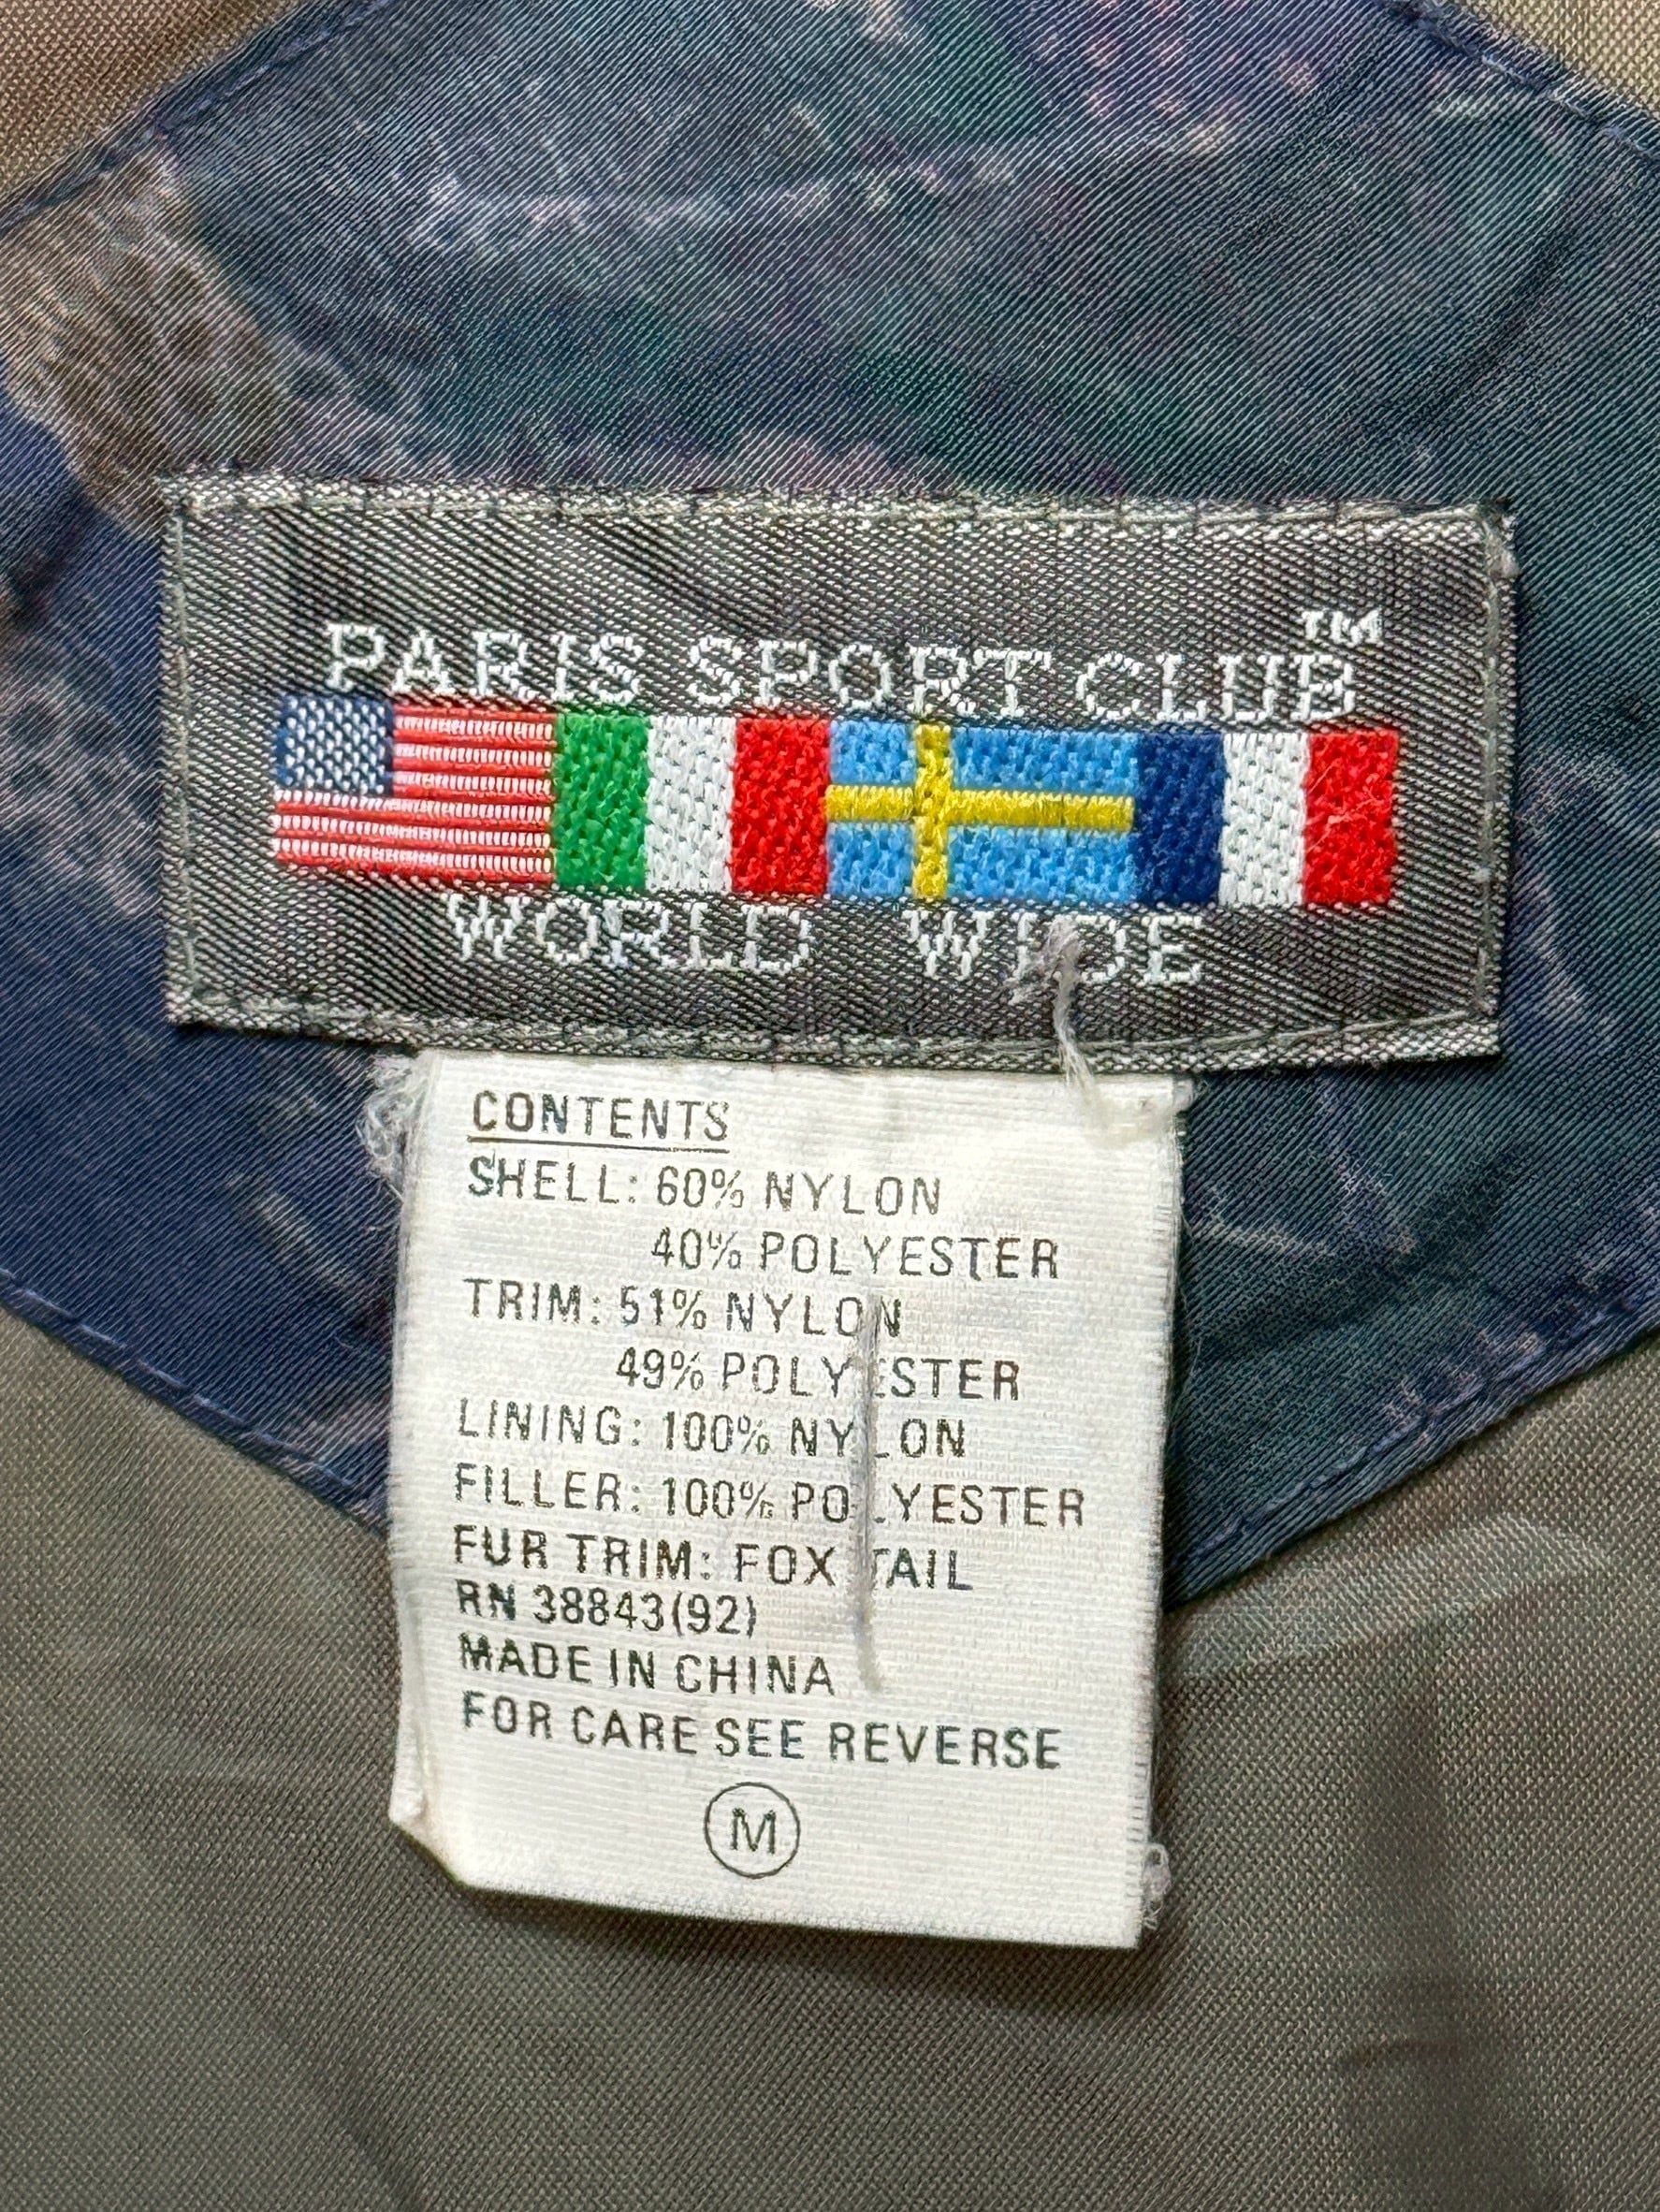 PARIS SPORT CLUB™
WORLD WIDE
CONTENTS
SHELL: 60% NYLON
40% POLYESTER
TRIM: 51% NYLON
49% POLYESTER
LINING: 100% NYLON
FILLER: 100% POLYESTER
FUR TRIM: FOX TAIL
RN 38843(92)
MADE IN CHINA
FOR CARE SEE REVERSE
M